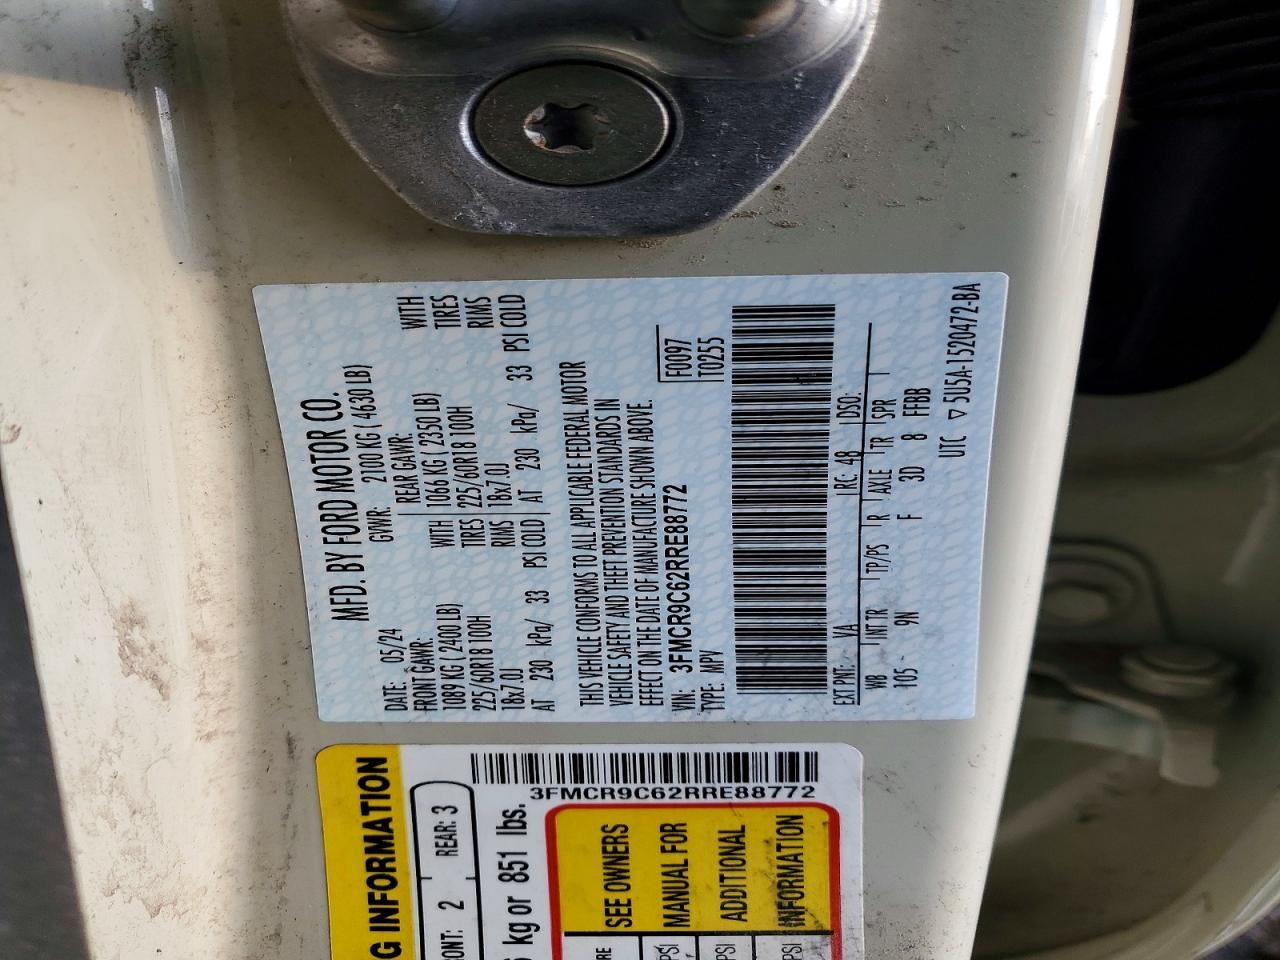 MFD. BY FORD MOTOR CO.
DATE: 05/24 GVWR: 2100 KG ( 4630 LB)
FRONT GAWR: REAR GAWR:
1089 KG ( 2400 LB) WITH 1066 KG ( 2350 LB) WITH
225/60R18 100H TIRES 225/60R18 100H TIRES
18x7.0J RIMS 18x7.0J RIMS
AT 230 kPa/ 33 PSI COLD AT 230 kPa/ 33 PSI COLD
THIS VEHICLE CONFORMS TO ALL APPLICABLE FEDERAL MOTOR
VEHICLE SAFETY AND THEFT PREVENTION STANDARDS IN
EFFECT ON THE DATE OF MANUFACTURE SHOWN ABOVE.
VIN: 3FMCR9C62RRE88772
TYPE: MPV
F0097
T0255
EXT PNT: YA RC: 48 DSO:
WB INT TR TP/PS R AXLE TR SPR
105 9N F 3D 8 FFBB
UTC ▽ 5U5A-1520472-BA
G INFORMATION
ONT: 2 REAR: 3
kg or 851 lbs.
3FMCR9C62RRE88772
SEE OWNERS
MANUAL FOR
ADDITIONAL
INFORMATION
RE
PSI
PSI
PSI